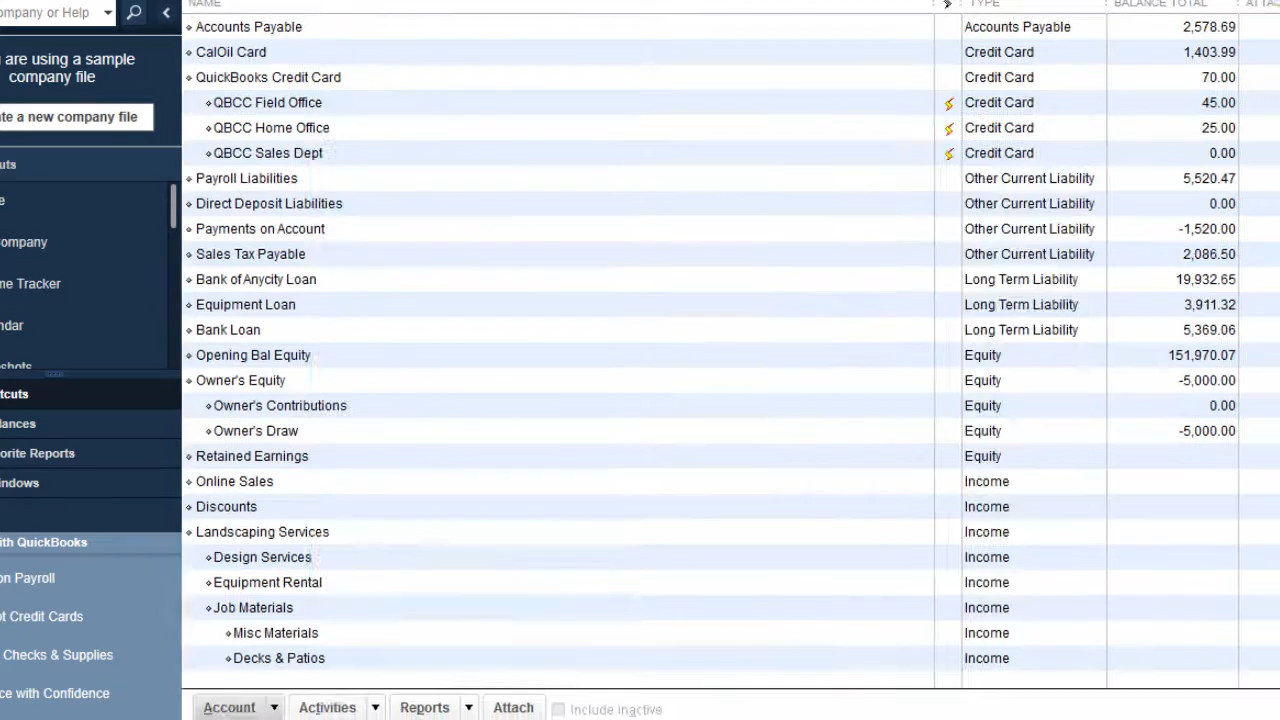 ompany or Help
NAME TYPE BALANCE TOTAL ATTA
u are using a sample
company file
te a new company file
uts
e
ompany
me Tracker
ndar
shots
tcuts
lances
orite Reports
indows
ith QuickBooks
on Payroll
t Credit Cards
Checks & Supplies
ce with Confidence
Accounts Payable Accounts Payable 2,578.69
CalOil Card Credit Card 1,403.99
QuickBooks Credit Card Credit Card 70.00
QBCC Field Office Credit Card 45.00
QBCC Home Office Credit Card 25.00
QBCC Sales Dept Credit Card 0.00
Payroll Liabilities Other Current Liability 5,520.47
Direct Deposit Liabilities Other Current Liability 0.00
Payments on Account Other Current Liability -1,520.00
Sales Tax Payable Other Current Liability 2,086.50
Bank of Anycity Loan Long Term Liability 19,932.65
Equipment Loan Long Term Liability 3,911.32
Bank Loan Long Term Liability 5,369.06
Opening Bal Equity Equity 151,970.07
Owner's Equity Equity -5,000.00
Owner's Contributions Equity 0.00
Owner's Draw Equity -5,000.00
Retained Earnings Equity
Online Sales Income
Discounts Income
Landscaping Services Income
Design Services Income
Equipment Rental Income
Job Materials Income
Misc Materials Income
Decks & Patios Income
Account Activities Reports Attach Include inactive